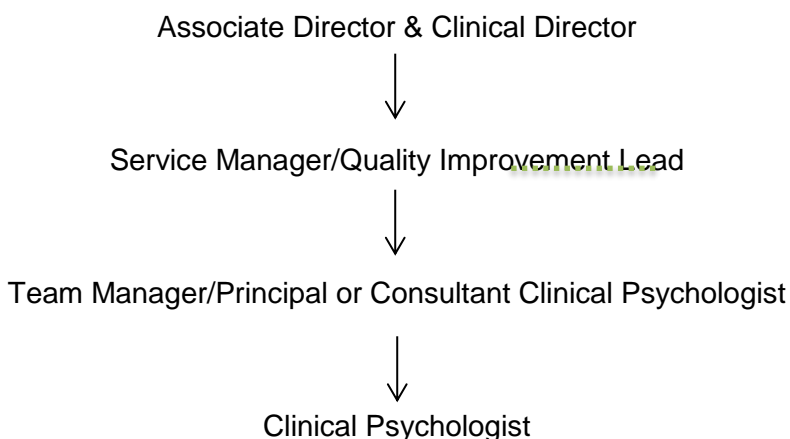 Associate Director & Clinical Director
Service Manager/Quality Improvement Lead
Team Manager/Principal or Consultant Clinical Psychologist
Clinical Psychologist